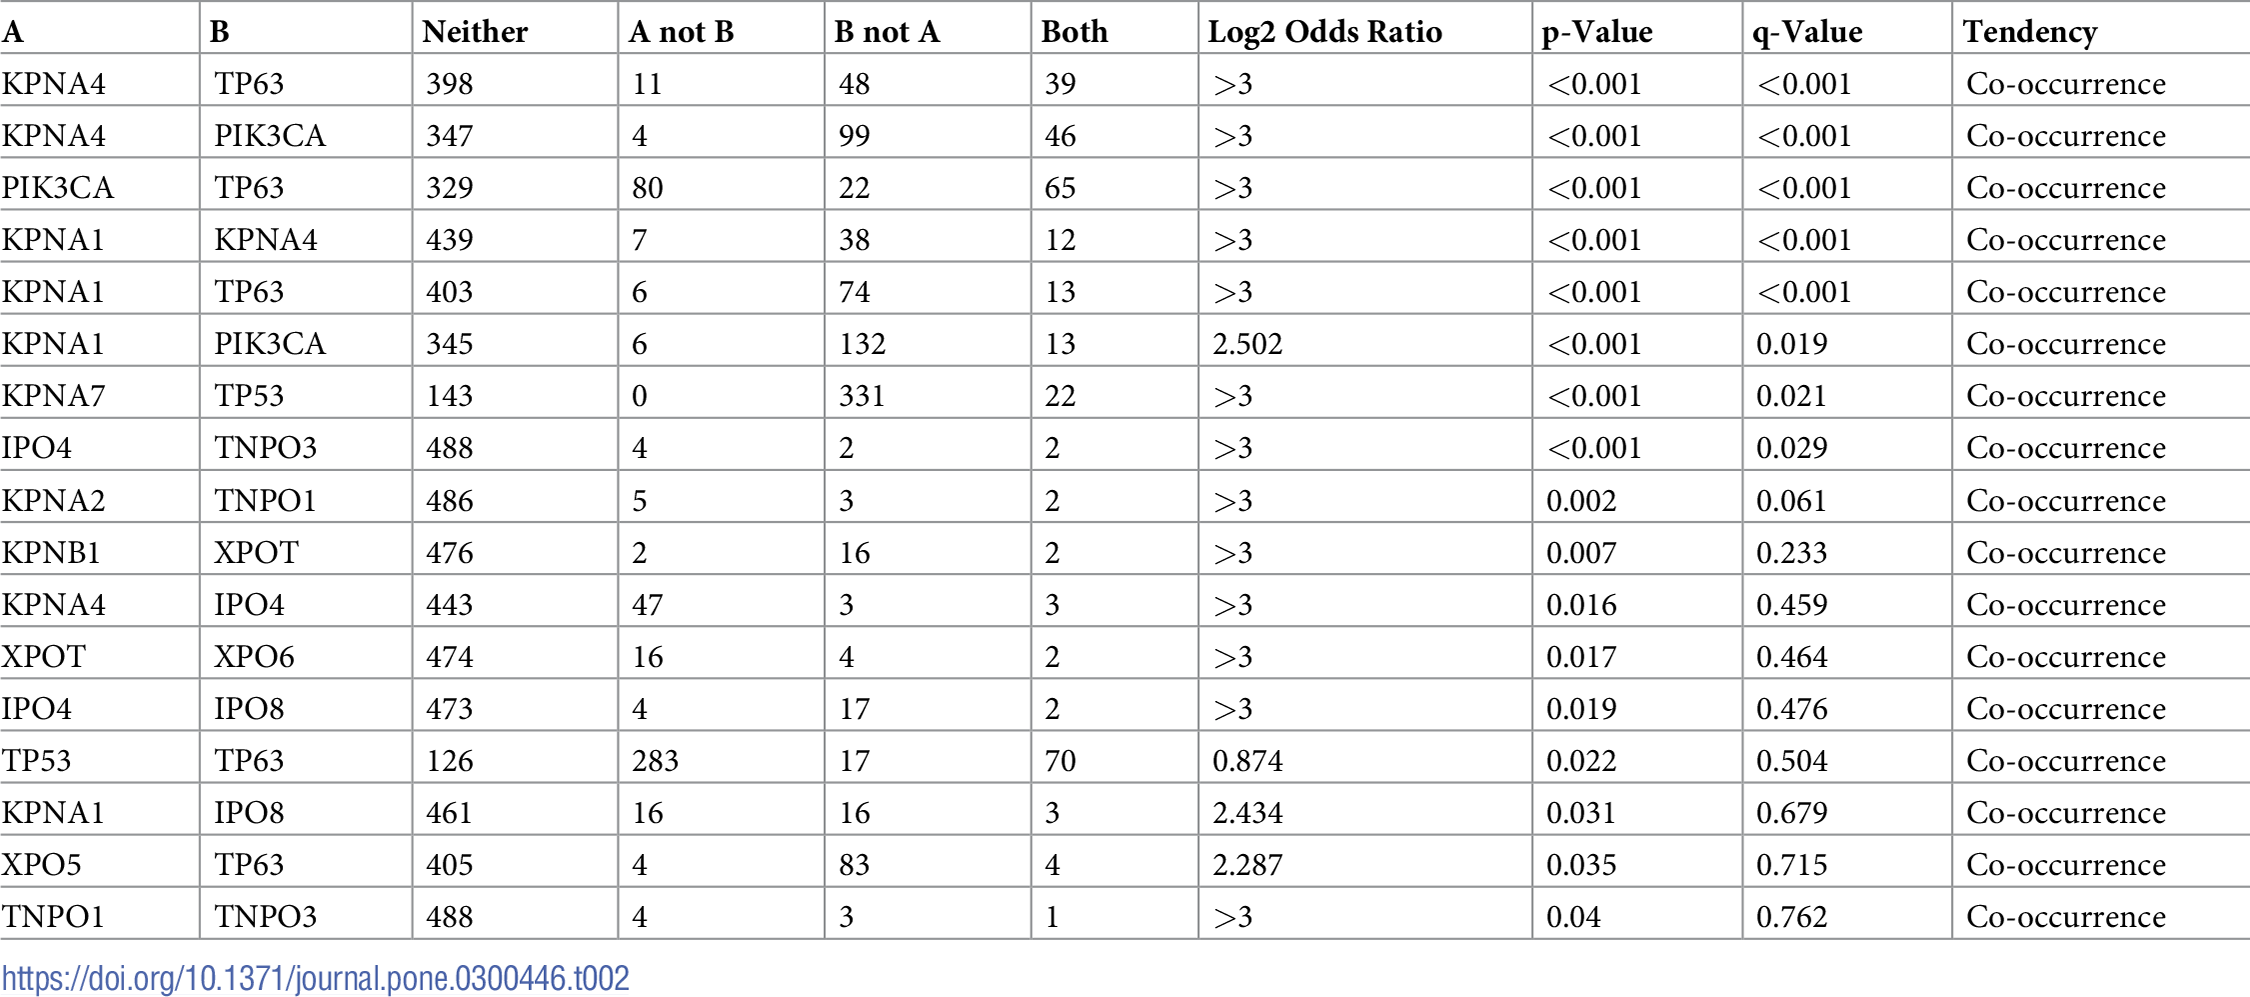 A B Neither A not B B not A Both Log2 Odds Ratio p-Value q-Value Tendency
KPNA4 TP63 398 11 48 39 >3 <0.001 <0.001 Co-occurrence
KPNA4 PIK3CA 347 4 99 46 >3 <0.001 <0.001 Co-occurrence
PIK3CA TP63 329 80 22 65 >3 <0.001 <0.001 Co-occurrence
KPNA1 KPNA4 439 7 38 12 >3 <0.001 <0.001 Co-occurrence
KPNA1 TP63 403 6 74 13 >3 <0.001 <0.001 Co-occurrence
KPNA1 PIK3CA 345 6 132 13 2.502 <0.001 0.019 Co-occurrence
KPNA7 TP53 143 0 331 22 >3 <0.001 0.021 Co-occurrence
IPO4 TNPO3 488 4 2 2 >3 <0.001 0.029 Co-occurrence
KPNA2 TNPO1 486 5 3 2 >3 0.002 0.061 Co-occurrence
KPNB1 XPOT 476 2 16 2 >3 0.007 0.233 Co-occurrence
KPNA4 IPO4 443 47 3 3 >3 0.016 0.459 Co-occurrence
XPOT XPO6 474 16 4 2 >3 0.017 0.464 Co-occurrence
IPO4 IPO8 473 4 17 2 >3 0.019 0.476 Co-occurrence
TP53 TP63 126 283 17 70 0.874 0.022 0.504 Co-occurrence
KPNA1 IPO8 461 16 16 3 2.434 0.031 0.679 Co-occurrence
XPO5 TP63 405 4 83 4 2.287 0.035 0.715 Co-occurrence
TNPO1 TNPO3 488 4 3 1 >3 0.04 0.762 Co-occurrence
https://doi.org/10.1371/journal.pone.0300446.t002